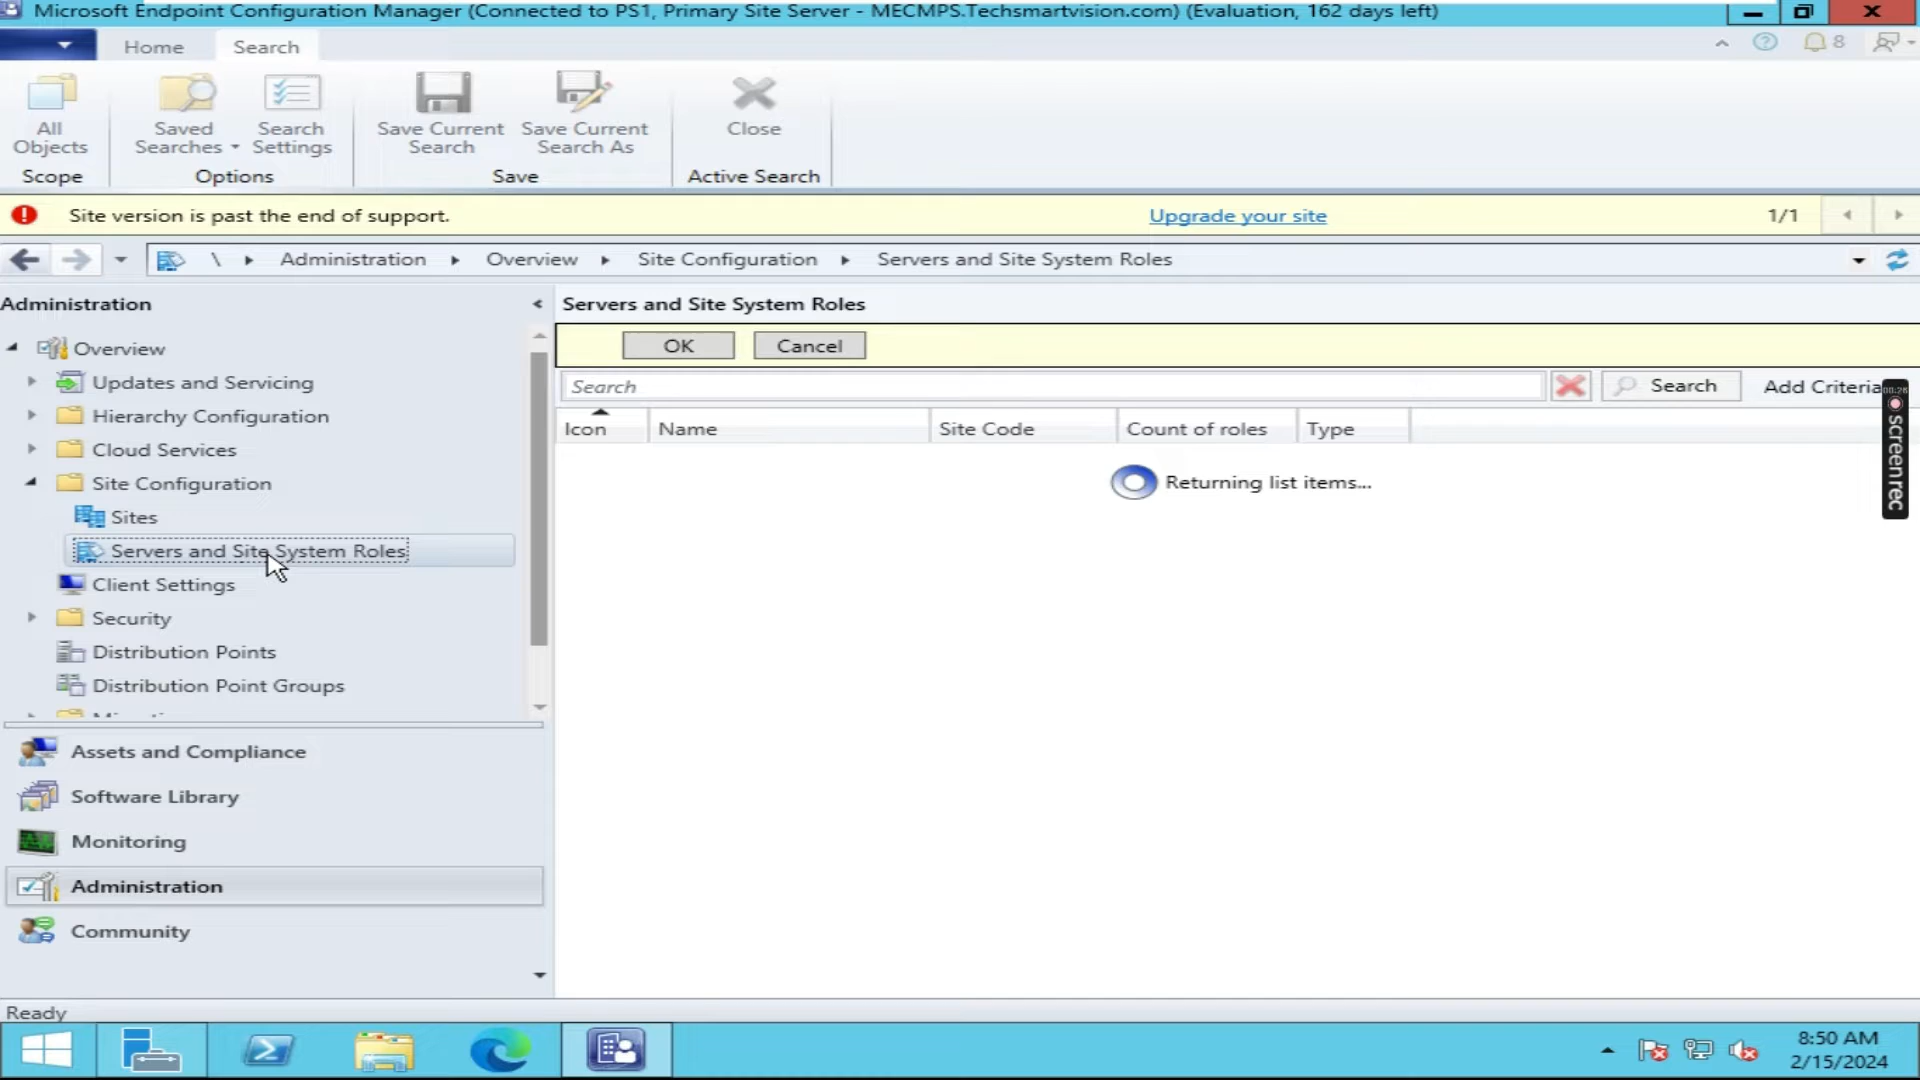 Microsoft Endpoint Configuration Manager (Connected to PS1, Primary Site Server - MECMPS.Techsmartvision.com) (Evaluation, 162 days left)
Home
Search
8
All Objects
Saved Searches
Search Settings
Save Current Search
Save Current Search As
Close
Scope
Options
Save
Active Search
Site version is past the end of support.
Upgrade your site
1/1
\ Administration Overview Site Configuration Servers and Site System Roles
Administration
Overview
Updates and Servicing
Hierarchy Configuration
Cloud Services
Site Configuration
Sites
Servers and Site System Roles
Client Settings
Security
Distribution Points
Distribution Point Groups
Assets and Compliance
Software Library
Monitoring
Administration
Community
Servers and Site System Roles
OK
Cancel
Search
Search
Add Criteria
Icon
Name
Site Code
Count of roles
Type
Returning list items...
screenrec
Ready
8:50 AM
2/15/2024